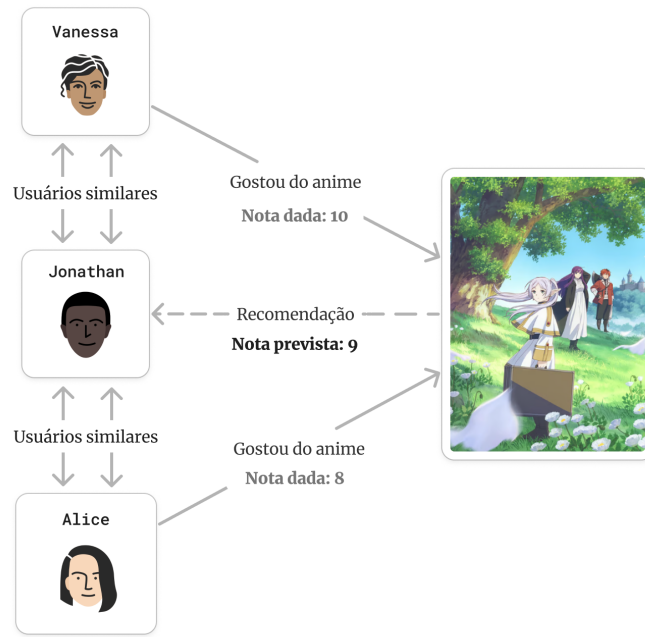 Vanessa
Usuários similares
Gostou do anime
Nota dada: 10
Jonathan
Recomendação
Nota prevista: 9
Usuários similares
Gostou do anime
Nota dada: 8
Alice